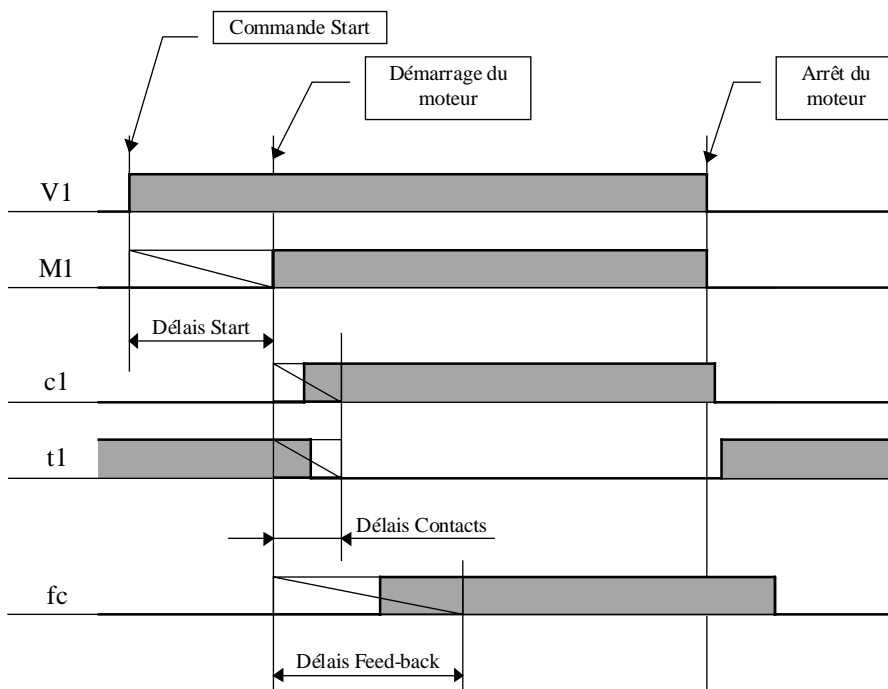 Commande Start
Démarrage du
moteur
Arrêt du
moteur
V1
M1
Délais Start
c1
t1
Délais Contacts
fc
Délais Feed-back